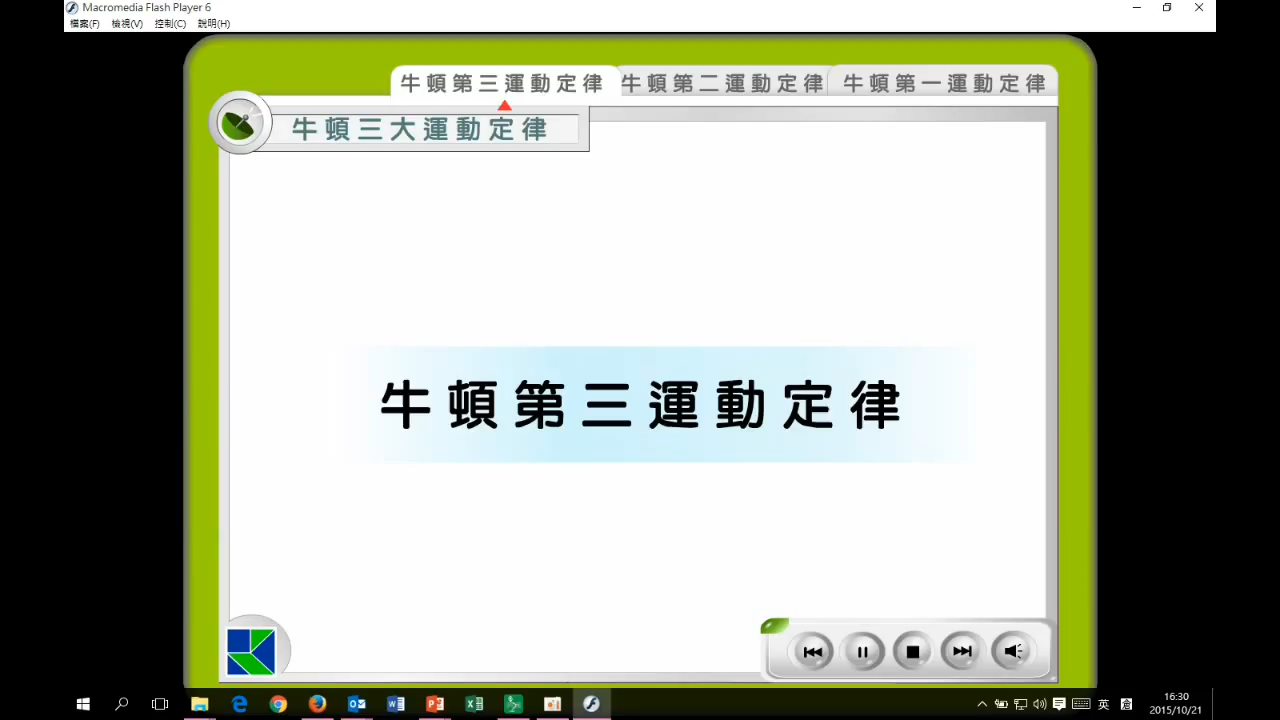 Macromedia Flash Player 6
檔案(F) 檢視(V) 控制(C) 說明(H)
牛頓第三運動定律 牛頓第二運動定律 牛頓第一運動定律
牛頓三大運動定律
牛頓第三運動定律
英
16:30
2015/10/21